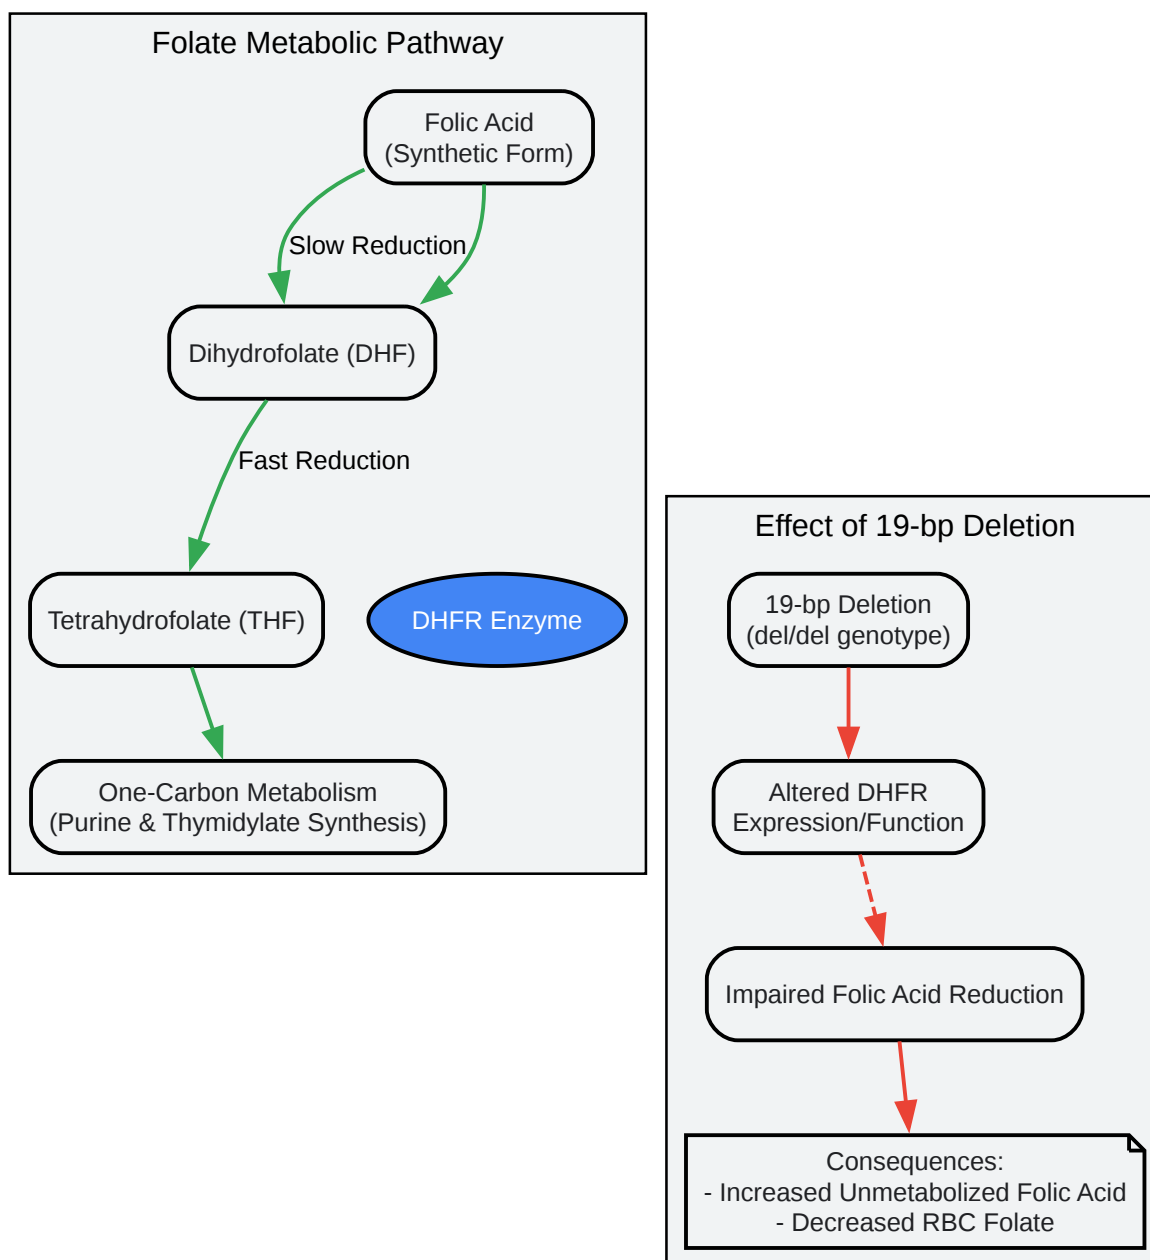 Folate Metabolic Pathway
Folic Acid
(Synthetic Form)
Slow Reduction
Dihydrofolate (DHF)
Fast Reduction
Tetrahydrofolate (THF)
DHFR Enzyme
One-Carbon Metabolism
(Purine & Thymidylate Synthesis)
Effect of 19-bp Deletion
19-bp Deletion
(del/del genotype)
Altered DHFR
Expression/Function
Impaired Folic Acid Reduction
Consequences:
- Increased Unmetabolized Folic Acid
- Decreased RBC Folate